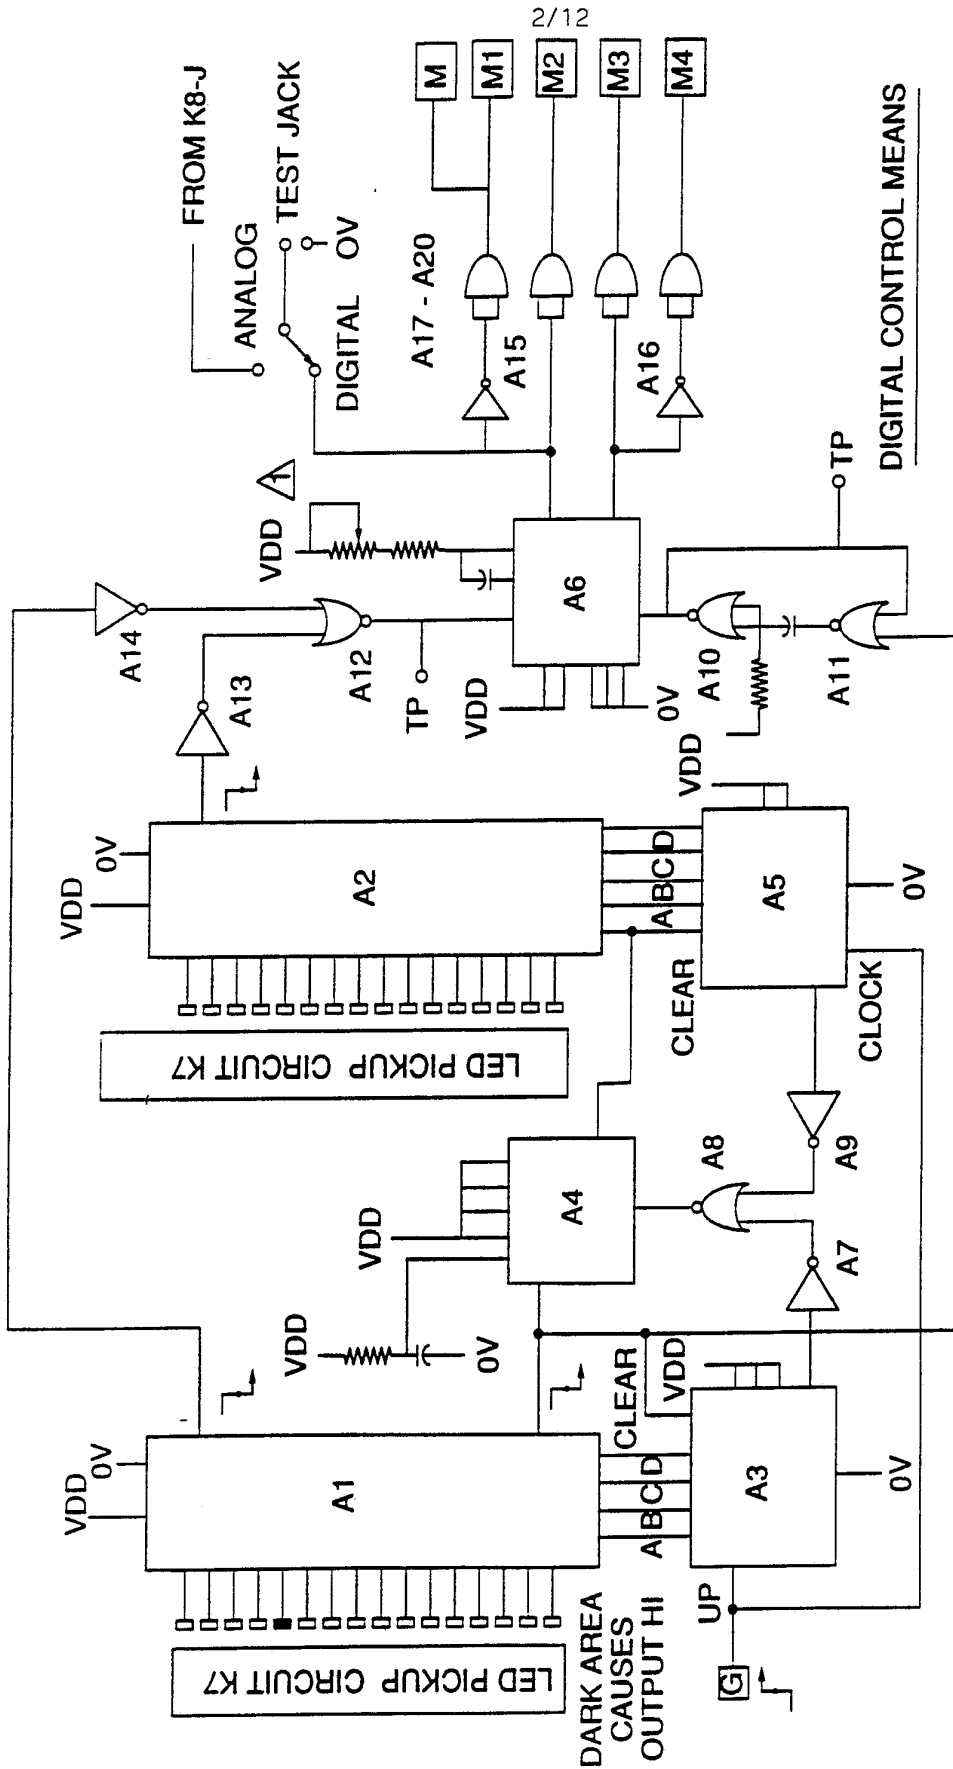 2/12
FROM K8-J
ANALOG
TEST JACK
DIGITAL
OV
M
M1
M2
M3
M4
A17 - A20
A15
A16
VDD
1
A14
A13
A12
TP
A6
VDD
0V
A10
A11
VDD
TP
DIGITAL CONTROL MEANS
VDD
0V
A2
LED PICKUP CIRCUIT K7
A B C D
CLEAR
A5
VDD
0V
CLOCK
VDD
A4
A8
A9
A7
VDD
0V
VDD
0V
A1
LED PICKUP CIRCUIT K7
DARK AREA
CAUSES
OUTPUT HI
A B C D
CLEAR
VDD
A3
0V
UP
G